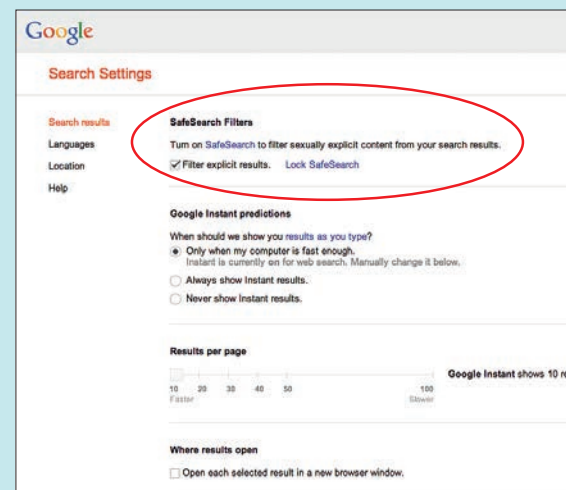 Google
Search Settings
Search results
Languages
Location
Help
SafeSearch Filters
Turn on SafeSearch to filter sexually explicit content from your search results.
Filter explicit results. Lock SafeSearch
Google Instant predictions
When should we show you results as you type?
Only when my computer is fast enough.
Instant is currently on for web search. Manually change it below.
Always show Instant results.
Never show Instant results.
Results per page
10 20 30 40 50 100
Faster Slower
Google Instant shows 10 re
Where results open
Open each selected result in a new browser window.